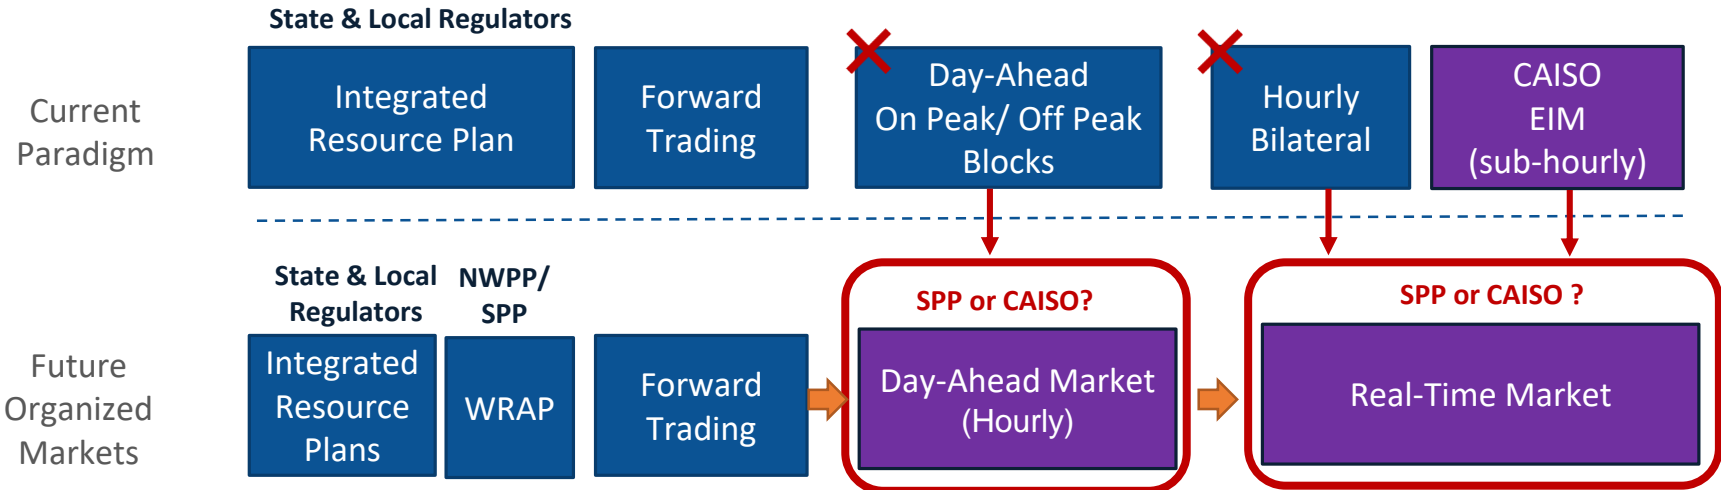 State & Local Regulators
Current
Paradigm
Integrated
Resource Plan
Forward
Trading
Day-Ahead
On Peak/ Off Peak
Blocks
Hourly
Bilateral
CAISO
EIM
(sub-hourly)
Future
Organized
Markets
State & Local
Regulators
Integrated
Resource
Plans
NWPP/
SPP
WRAP
Forward
Trading
SPP or CAISO?
Day-Ahead Market
(Hourly)
SPP or CAISO ?
Real-Time Market